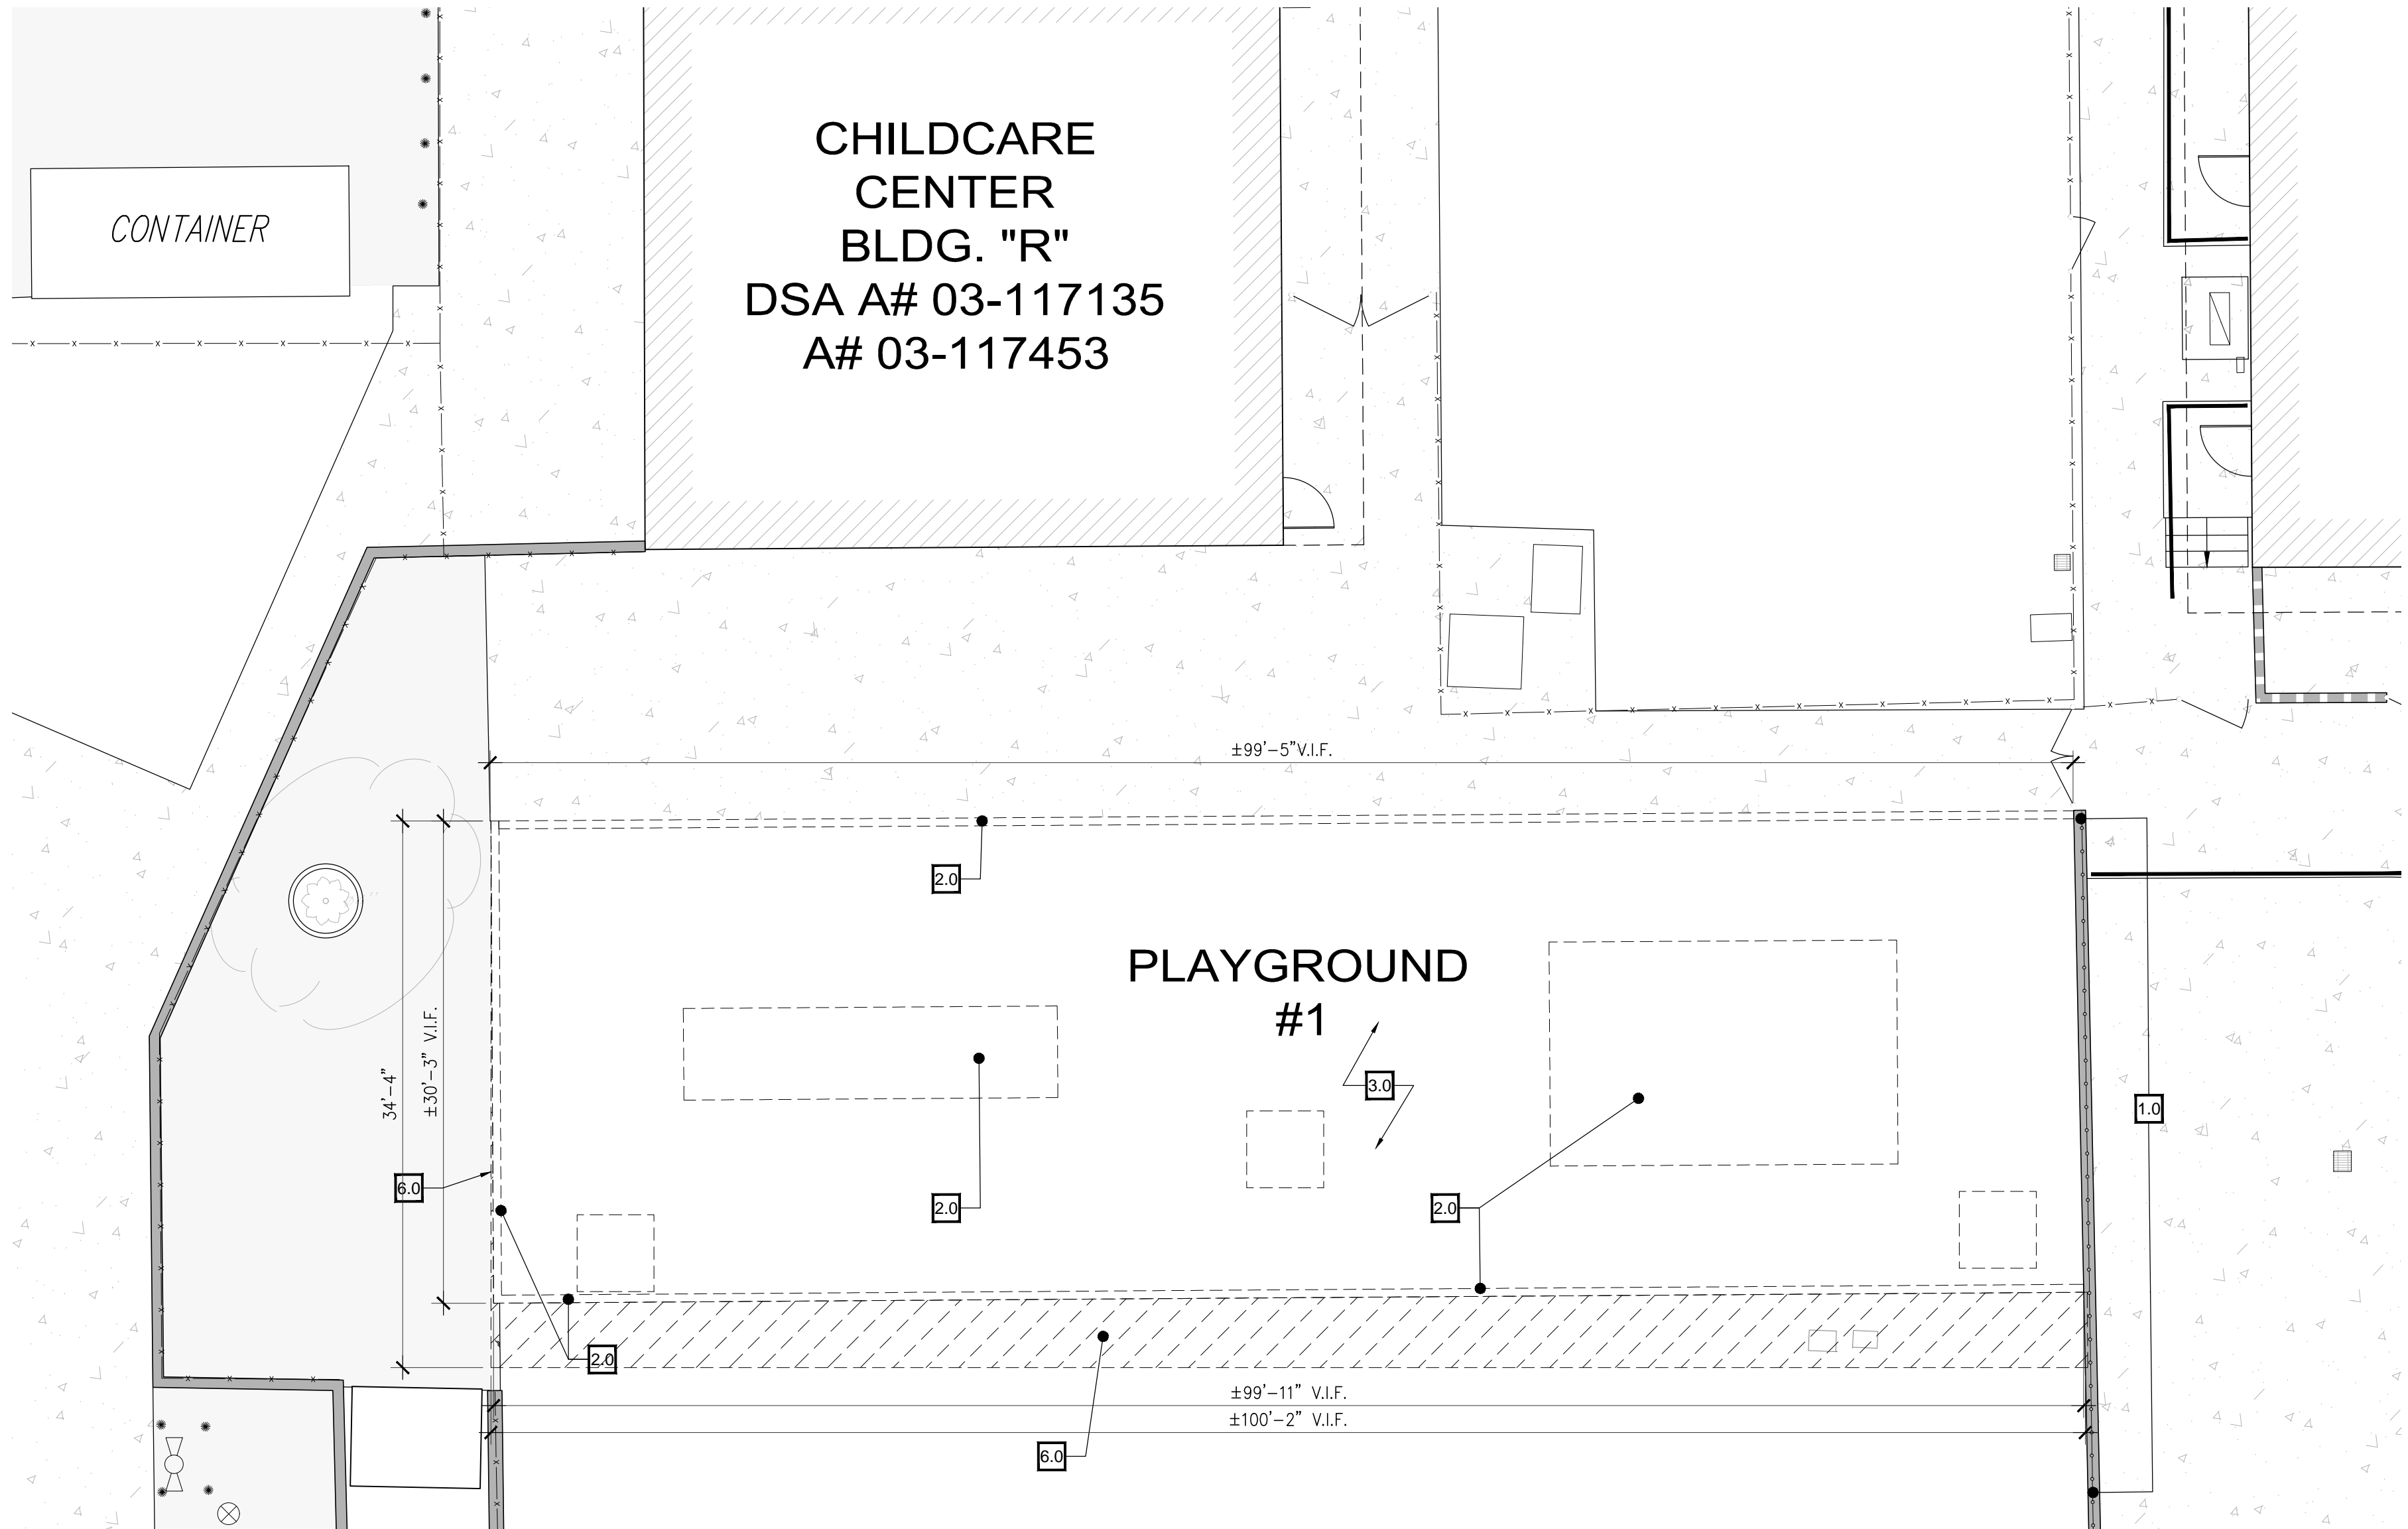 CHILDCARE
CENTER
BLDG. "R"
DSA A# 03-117135
A# 03-117453
CONTAINER
±99'-5"V.I.F.
2.0
PLAYGROUND
#1
34'-4"
±30'-3" V.I.F.
3.0
1.0
6.0
2.0
2.0
2.0
±99'-11" V.I.F.
±100'-2" V.I.F.
6.0